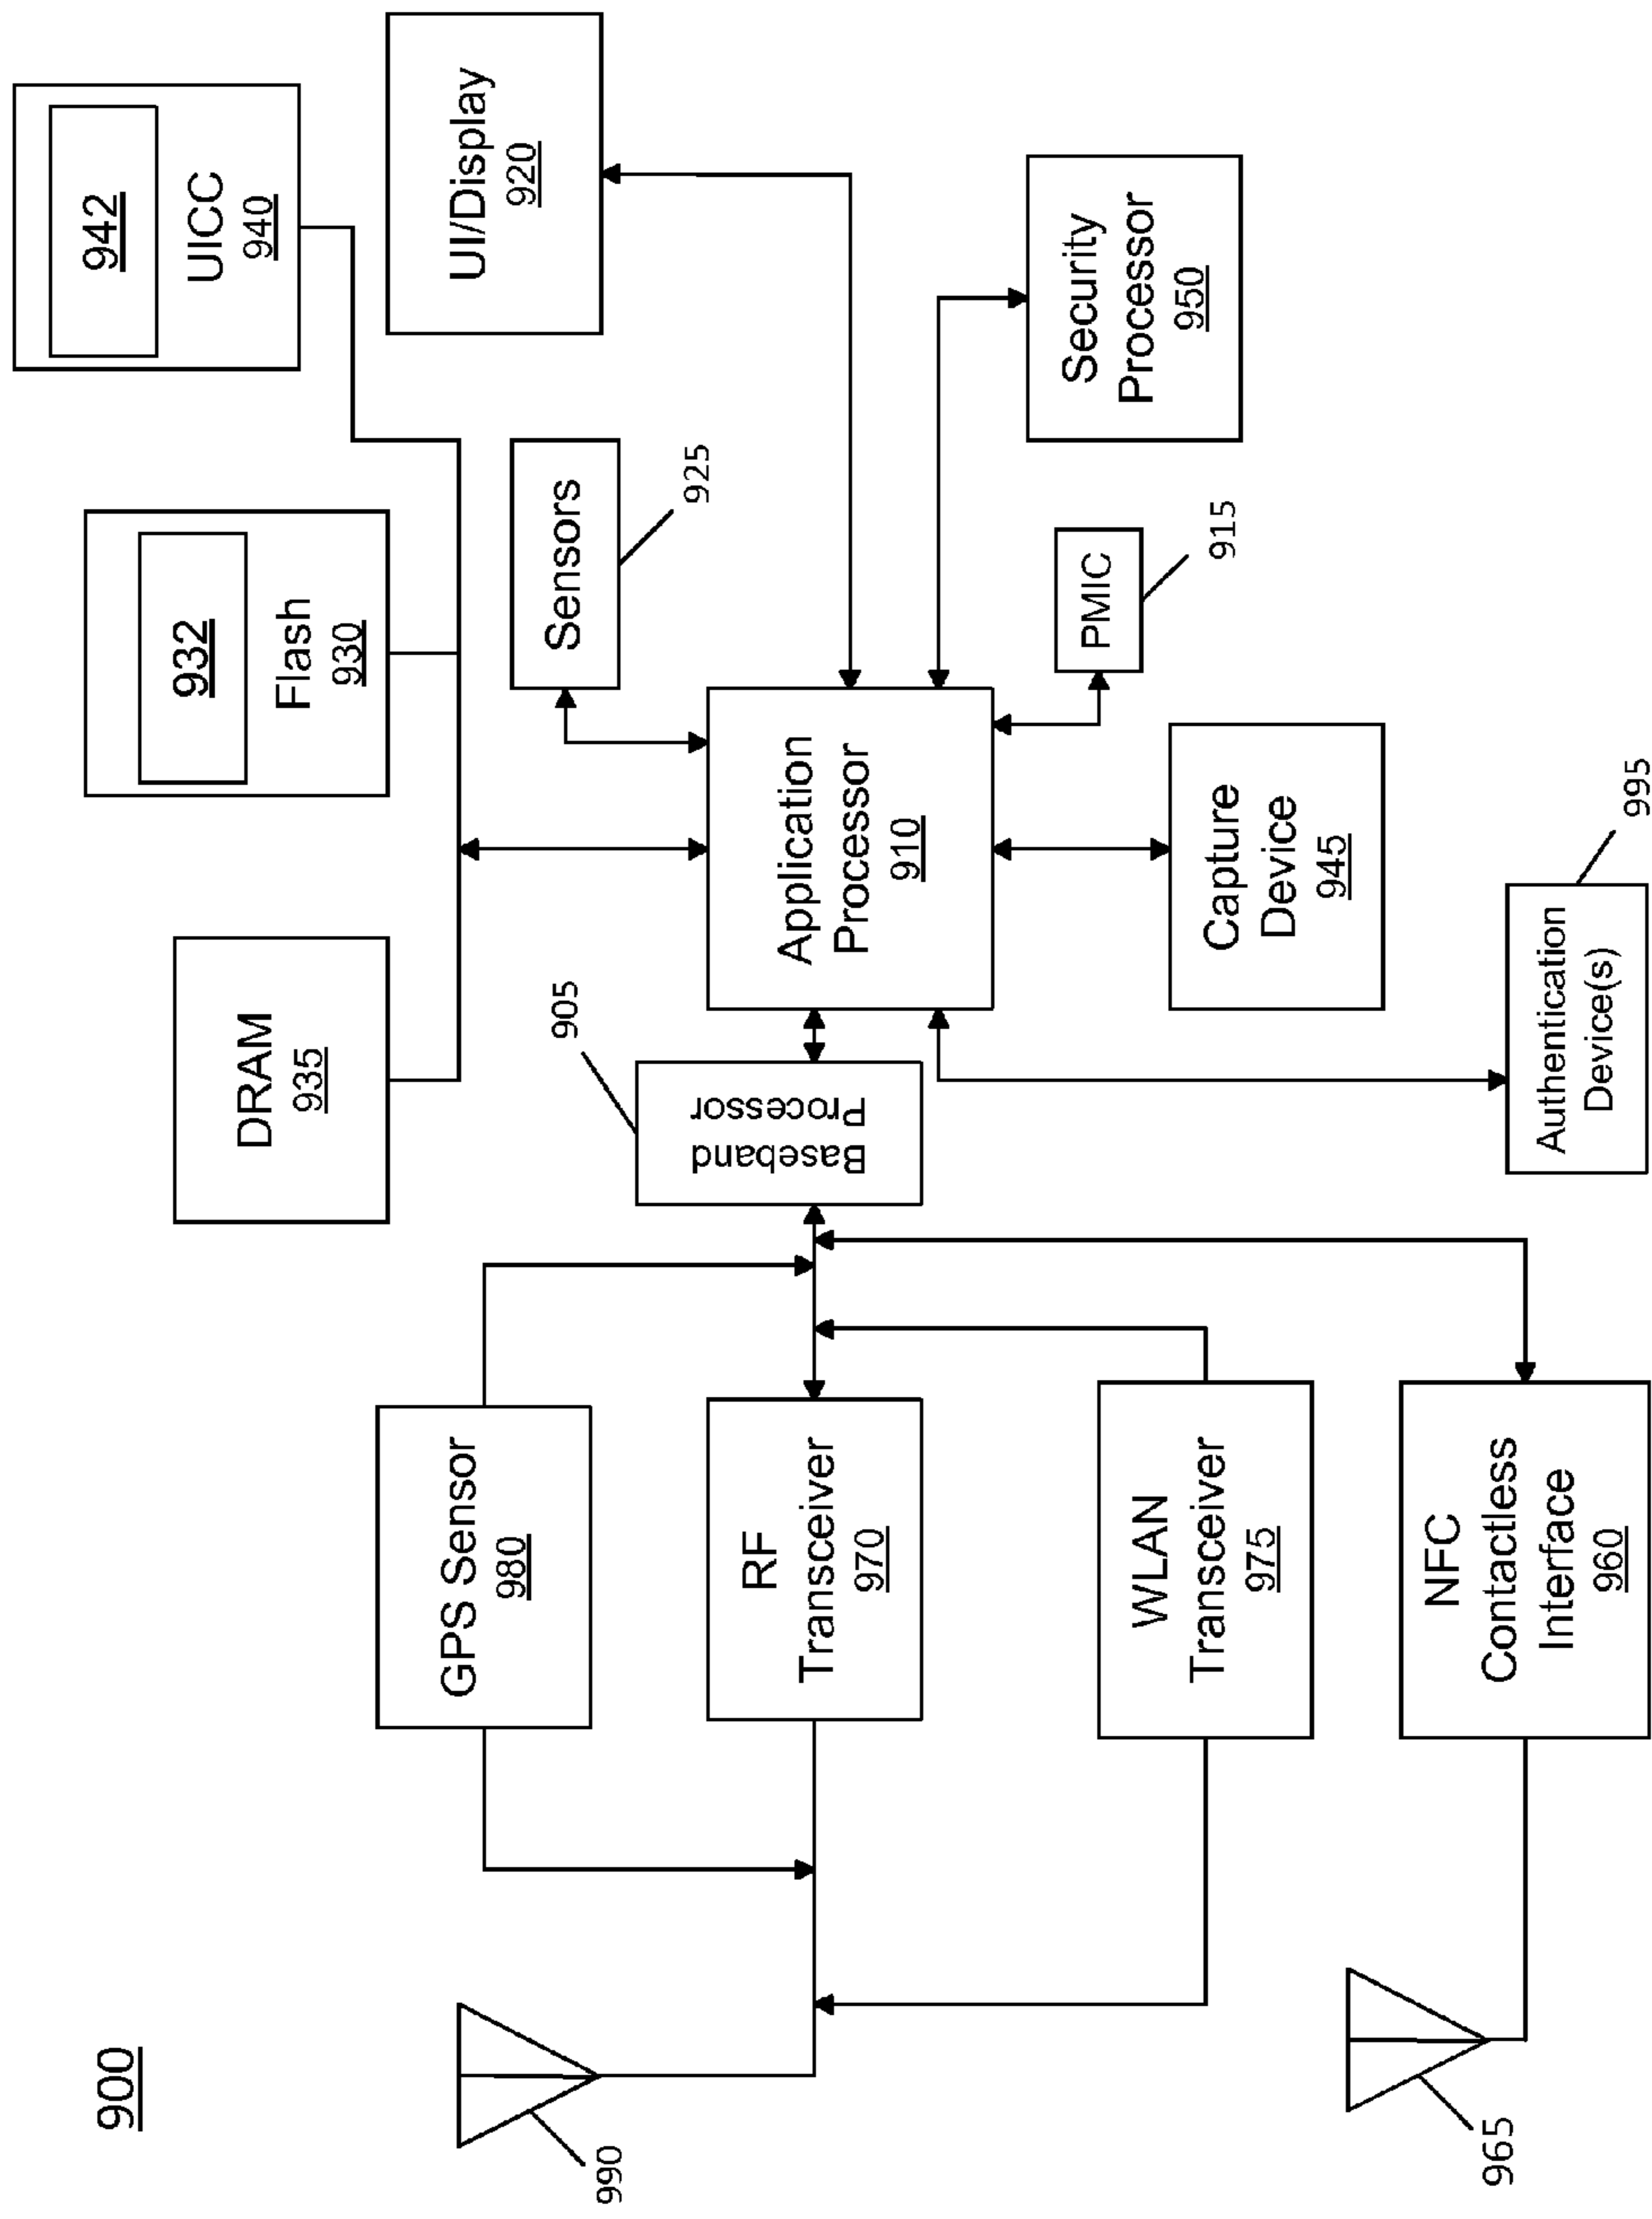 900
DRAM
935
932
Flash
930
942
UICC
940
UI/Display
920
Sensors
925
905
Baseband
Processor
Application
Processor
910
Security
Processor
950
PMIC
915
Capture
Device
945
Authentication
Device(s)
995
GPS Sensor
980
RF
Transceiver
970
WLAN
Transceiver
975
NFC
Contactless
Interface
960
990
965